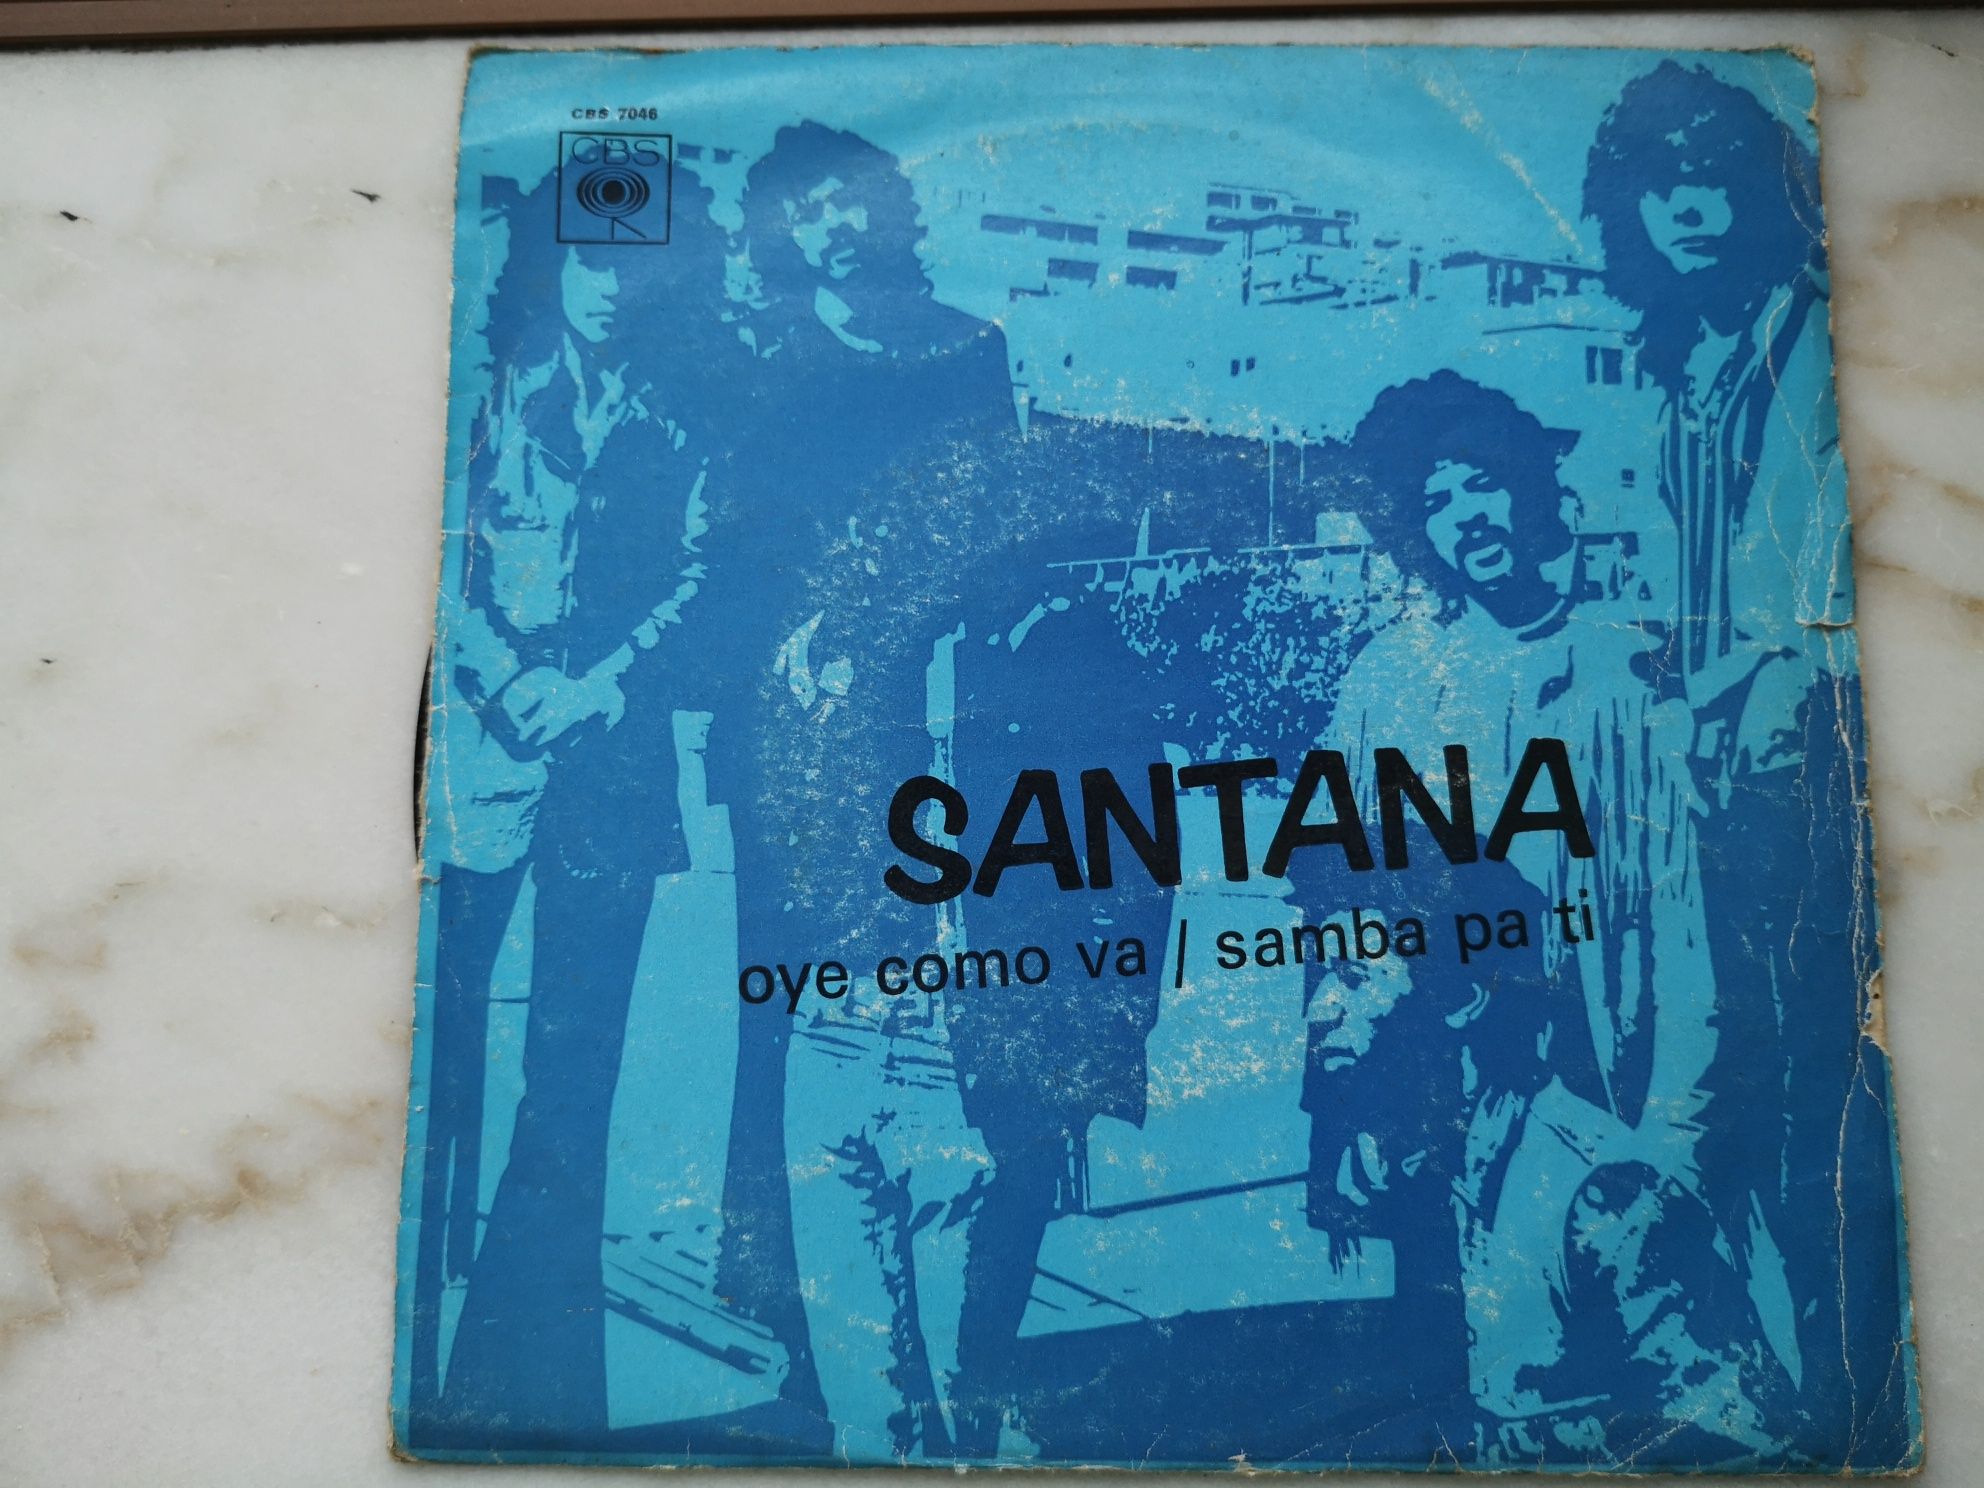 CBS 7046
CBS
SANTANA
oye como va / samba pa ti